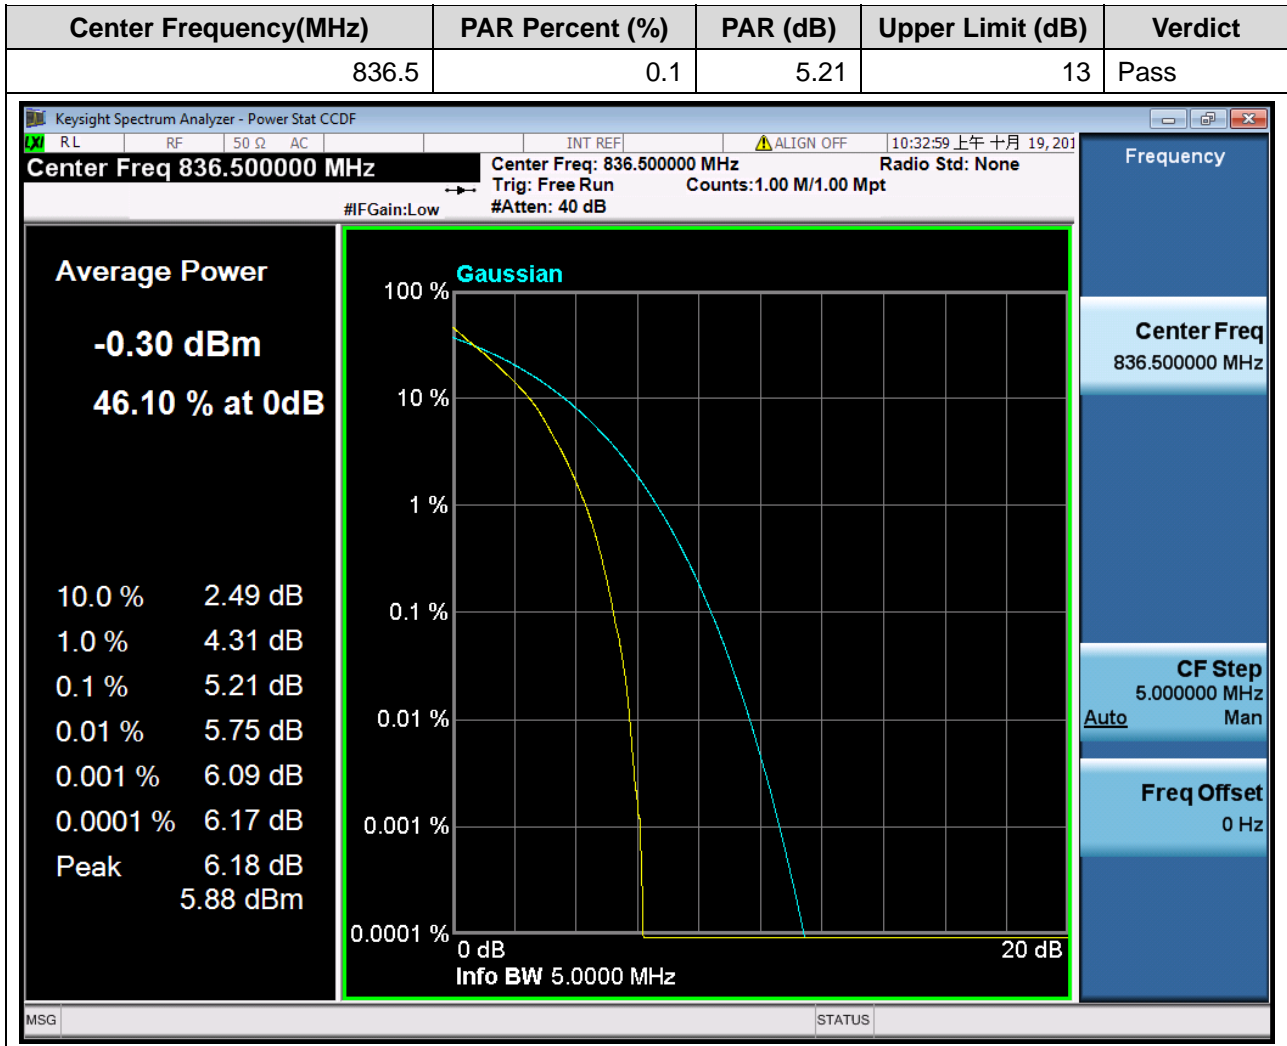 Center Frequency(MHz) PAR Percent (%) PAR (dB) Upper Limit (dB) Verdict
836.5 0.1 5.21 13 Pass
Keysight Spectrum Analyzer - Power Stat CCDF
LXI RL RF 50 Ω AC INT REF ALIGN OFF 10:32:59 上午 十月 19, 201
Center Freq 836.500000 MHz
Center Freq: 836.500000 MHz Radio Std: None
Trig: Free Run Counts:1.00 M/1.00 Mpt
#IFGain:Low #Atten: 40 dB
Average Power
-0.30 dBm
46.10 % at 0dB
10.0 % 2.49 dB
1.0 % 4.31 dB
0.1 % 5.21 dB
0.01 % 5.75 dB
0.001 % 6.09 dB
0.0001 % 6.17 dB
Peak 6.18 dB
5.88 dBm
Gaussian
100 %
10 %
1 %
0.1 %
0.01 %
0.001 %
0.0001 %
0 dB 20 dB
Info BW 5.0000 MHz
Frequency
Center Freq
836.500000 MHz
CF Step
5.000000 MHz
Auto Man
Freq Offset
0 Hz
MSG STATUS